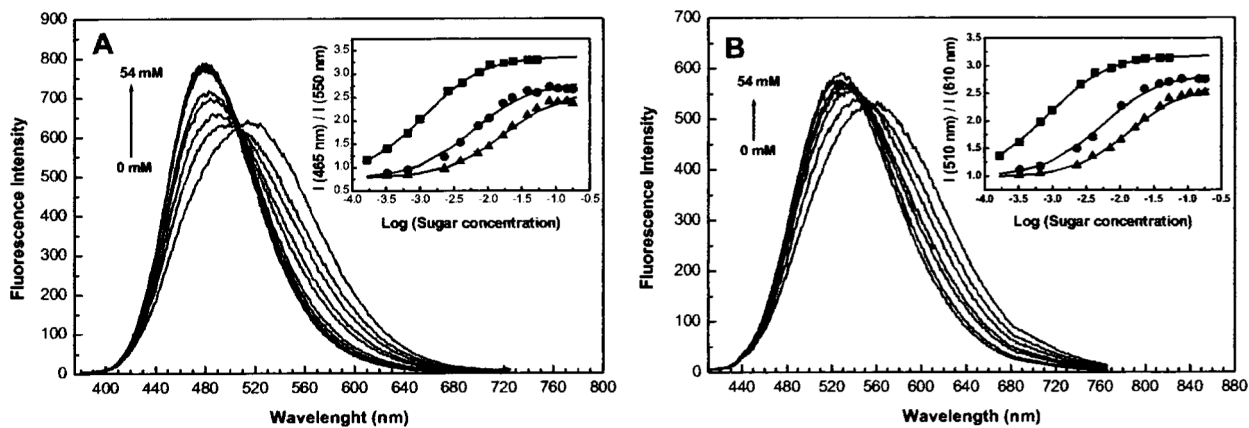 A
54 mM
0 mM
900
800
700
600
500
400
300
200
100
0
Fluorescence Intensity
400 440 480 520 560 600 640 680 720 760 800
Wavelenght (nm)
I (465 nm) / I (550 nm)
3.5
3.0
2.5
2.0
1.5
1.0
0.5
-4.0 -3.5 -3.0 -2.5 -2.0 -1.5 -1.0 -0.5
Log (Sugar concentration)
B
54 mM
0 mM
700
600
500
400
300
200
100
0
Fluorescence Intensity
440 480 520 560 600 640 680 720 760 800 840 880
Wavelength (nm)
I (510 nm) / I (610 nm)
3.5
3.0
2.5
2.0
1.5
1.0
-4.0 -3.5 -3.0 -2.5 -2.0 -1.5 -1.0 -0.5
Log (Sugar concentration)